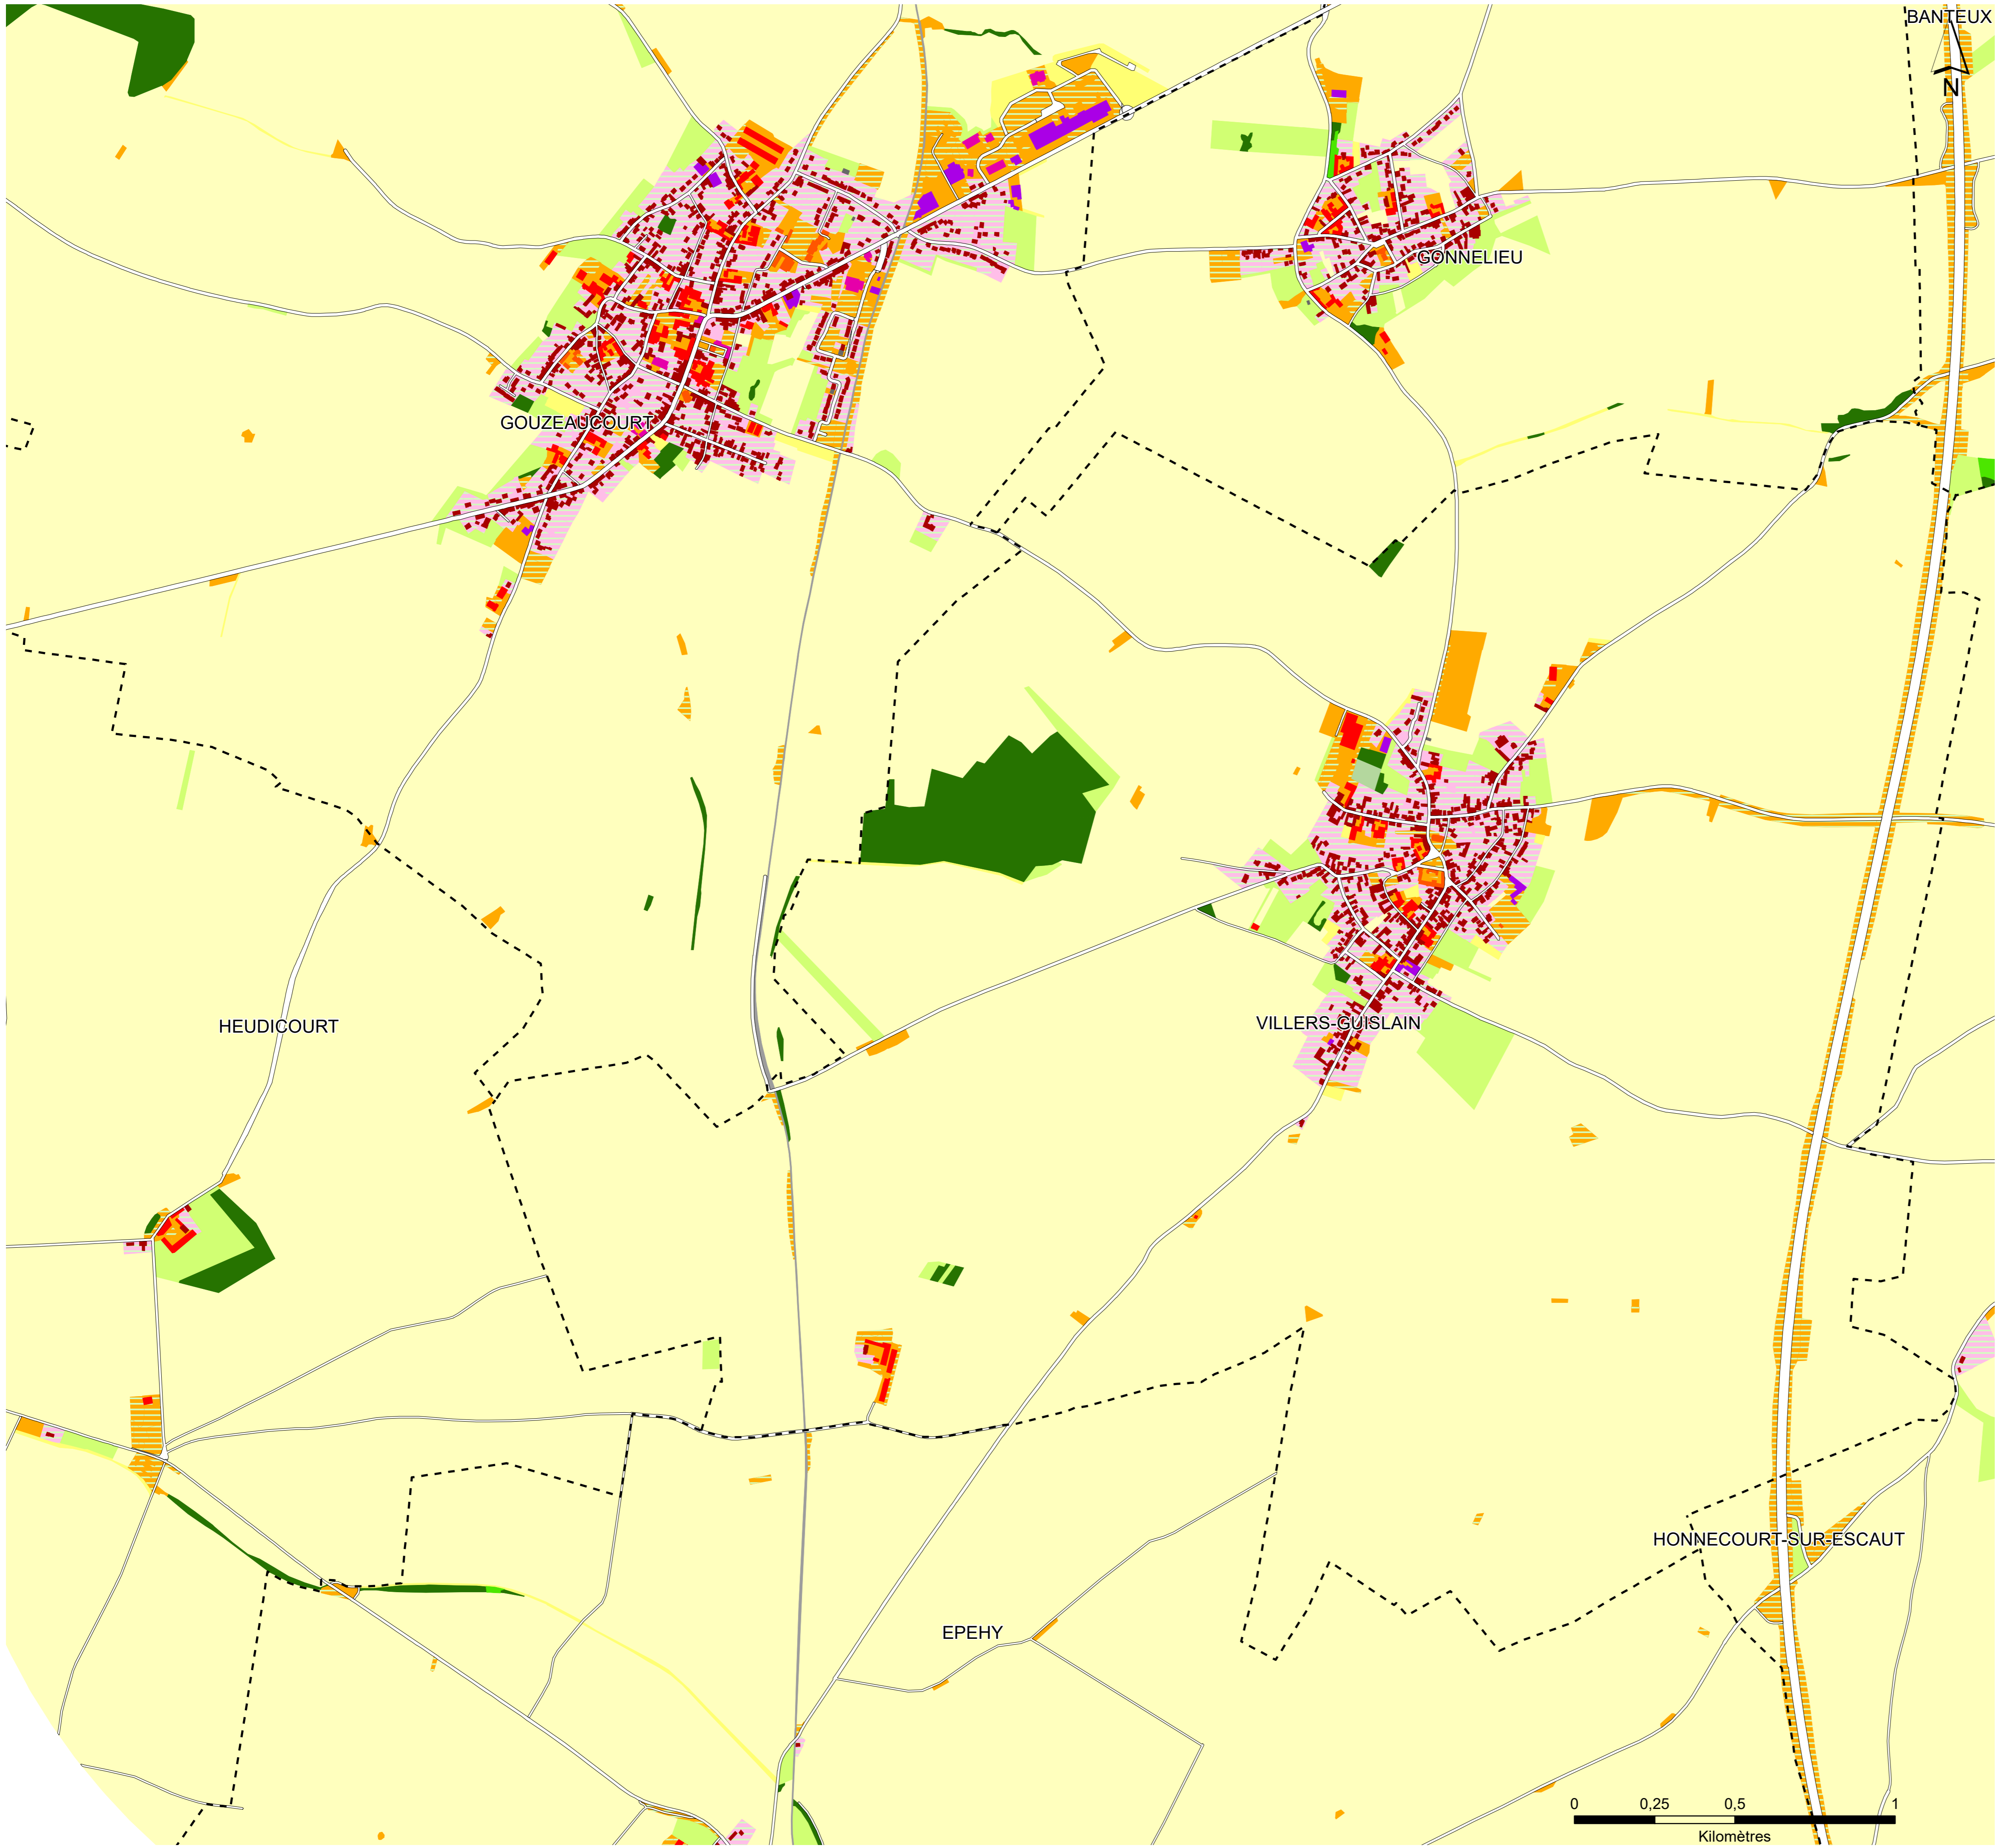 BANTEUX
N
GONNELIEU
GOUZEAUCOURT
HEUDICOURT
VILLERS-GUISLAIN
HONNECOURT-SUR-ESCAUT
EPEHY
0 0,25 0,5 1
Kilomètres